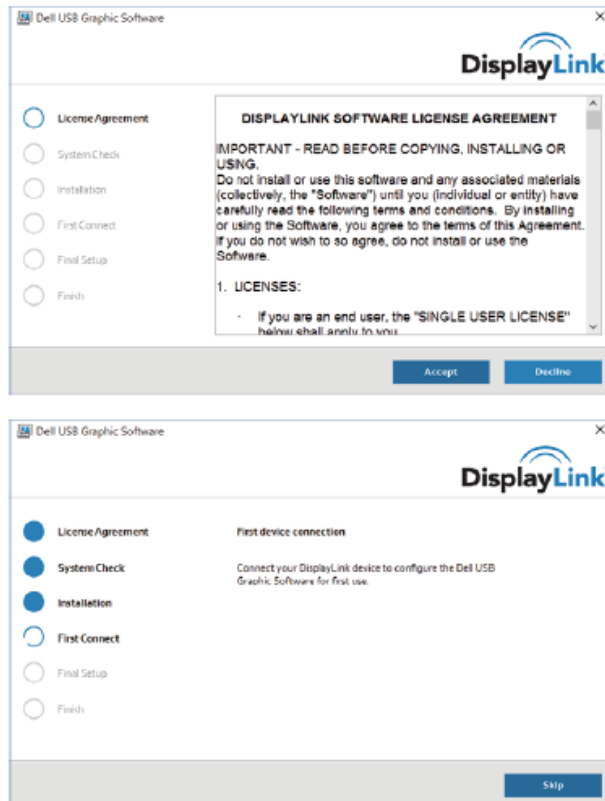 Dell USB Graphic Software
DisplayLink
License Agreement
System Check
Installation
First Connect
Final Setup
Finish
DISPLAYLINK SOFTWARE LICENSE AGREEMENT
IMPORTANT - READ BEFORE COPYING, INSTALLING OR
USING.
Do not install or use this software and any associated materials
(collectively, the "Software") until you (individual or entity) have
carefully read the following terms and conditions. By installing
or using the Software, you agree to the terms of this Agreement.
If you do not wish to so agree, do not install or use the
Software.
1. LICENSES:
· If you are an end user, the "SINGLE USER LICENSE"
below shall apply to you
Accept
Decline
Dell USB Graphic Software
DisplayLink
License Agreement
System Check
Installation
First Connect
Final Setup
Finish
First device connection
Connect your DisplayLink device to configure the Dell USB
Graphic Software for first use.
Skip